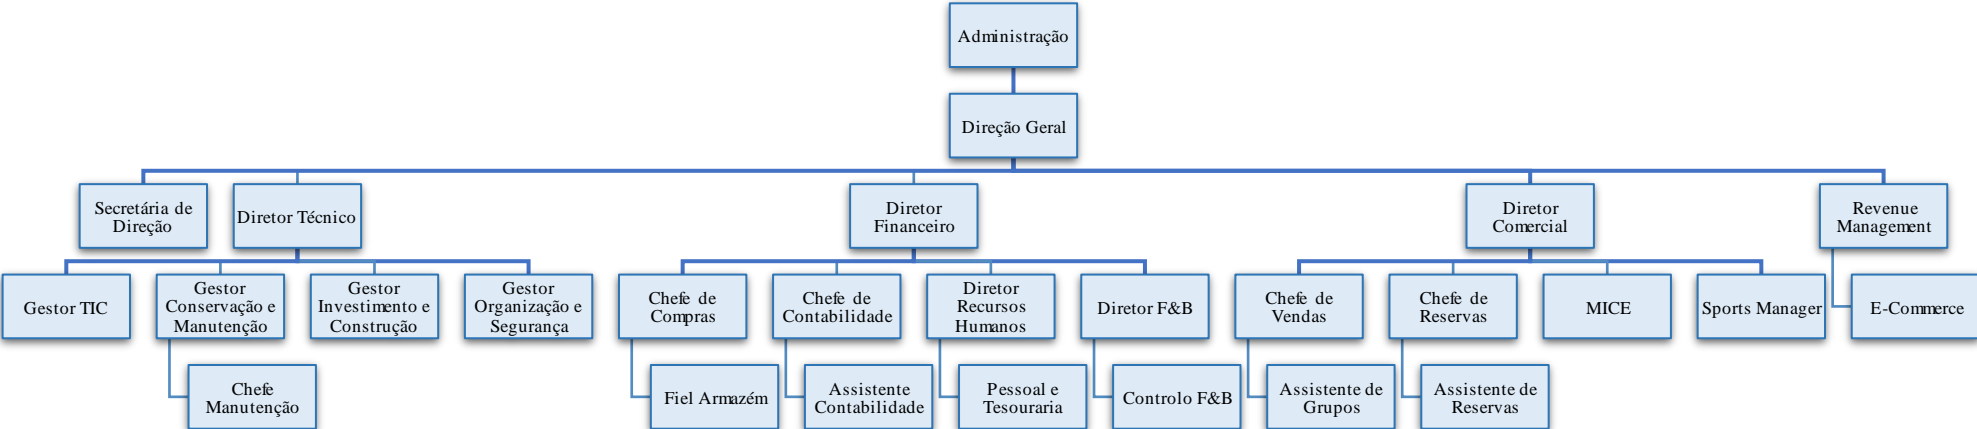 Administração
Direção Geral
Secretária de
Direção
Diretor Técnico
Diretor
Financeiro
Diretor
Comercial
Revenue
Management
Gestor TIC
Gestor
Conservação e
Manutenção
Gestor
Investimento e
Construção
Gestor
Organização e
Segurança
Chefe de
Compras
Chefe de
Contabilidade
Diretor
Recursos
Humanos
Diretor F&B
Chefe de
Vendas
Chefe de
Reservas
MICE
Sports Manager
E-Commerce
Chefe
Manutenção
Fiel Armazém
Assistente
Contabilidade
Pessoal e
Tesouraria
Controlo F&B
Assistente de
Grupos
Assistente de
Reservas